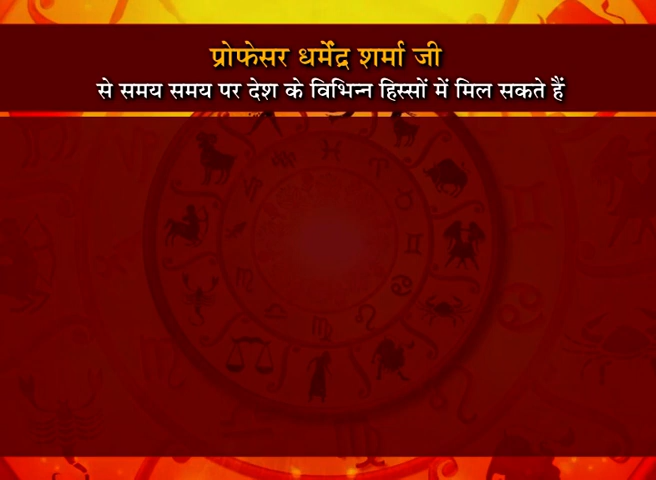 प्रोफेसर धर्मेंद्र शर्मा जी
से समय समय पर देश के विभिन्न हिस्सों में मिल सकते हैं